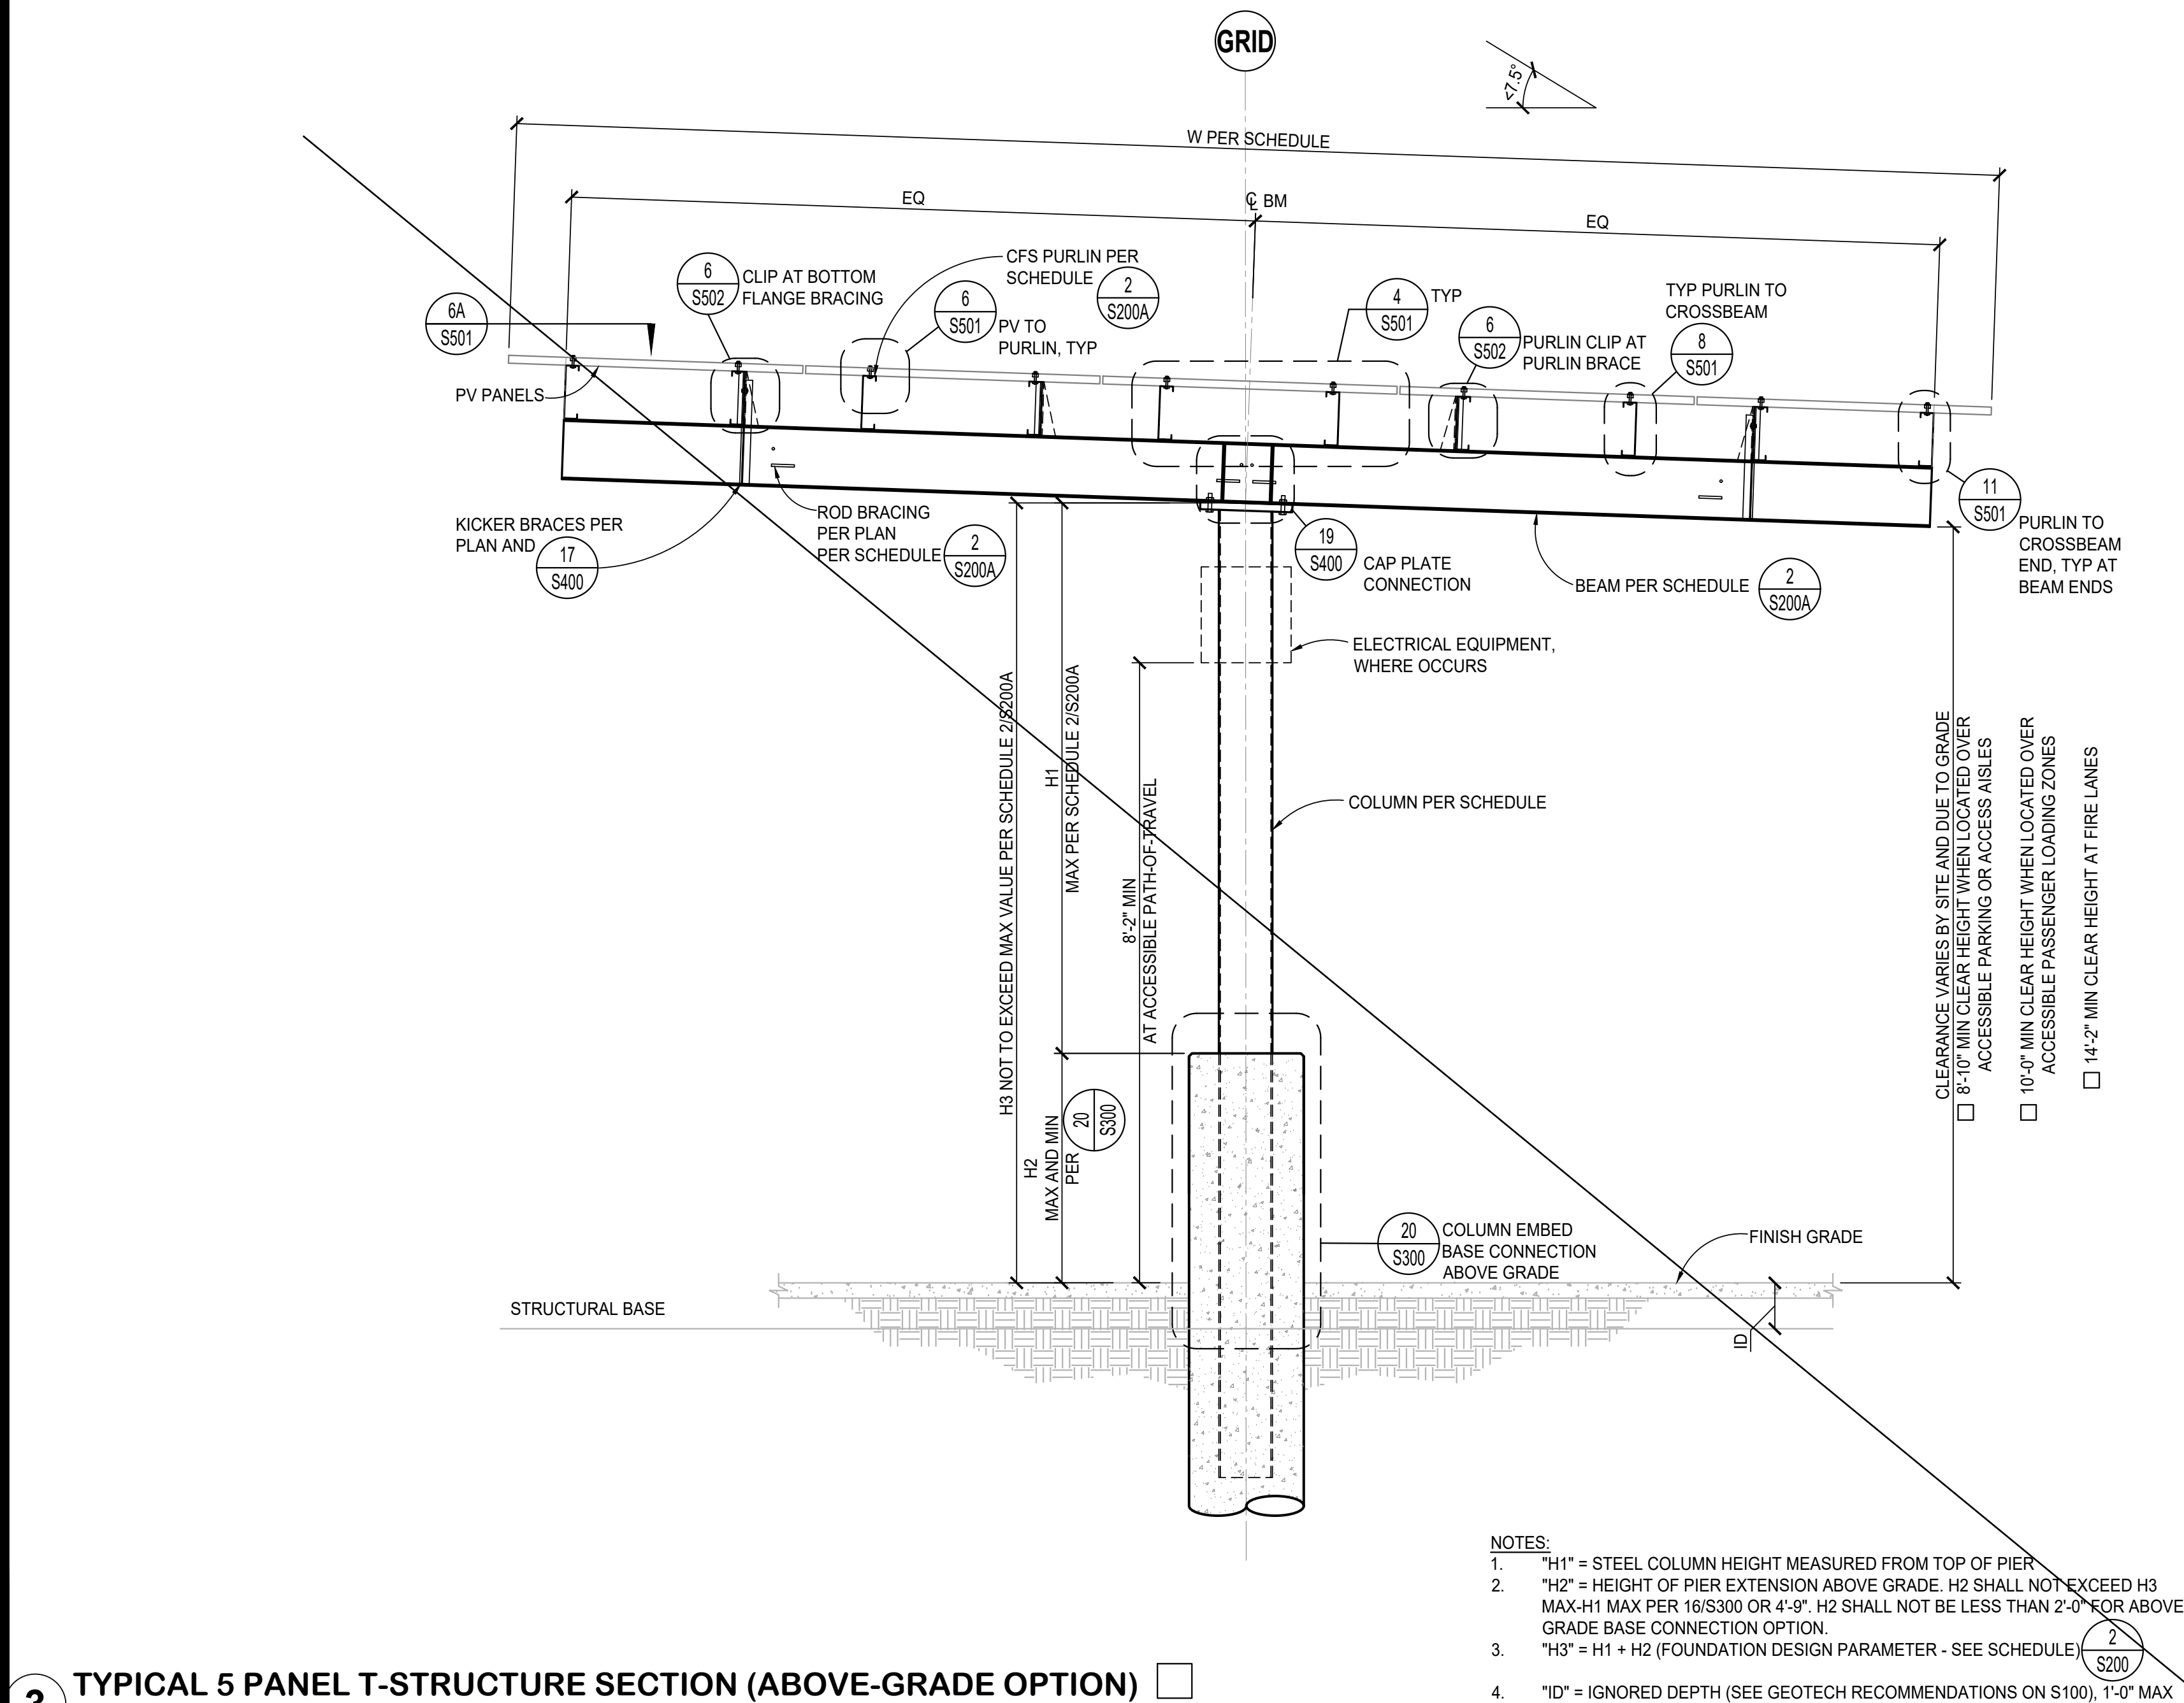 GRID
<7.5°
W PER SCHEDULE
EQ
℄ BM
EQ
6
S502
CLIP AT BOTTOM
FLANGE BRACING
CFS PURLIN PER
SCHEDULE
2
S200A
6A
S501
6
S501
PV TO
PURLIN, TYP
4
S501
TYP
6
S502
PURLIN CLIP AT
PURLIN BRACE
TYP PURLIN TO
CROSSBEAM
8
S501
PV PANELS
KICKER BRACES PER
PLAN AND
17
S400
ROD BRACING
PER PLAN
PER SCHEDULE
2
S200A
19
S400
CAP PLATE
CONNECTION
BEAM PER SCHEDULE
2
S200A
11
S501
PURLIN TO
CROSSBEAM
END, TYP AT
BEAM ENDS
ELECTRICAL EQUIPMENT,
WHERE OCCURS
H3 NOT TO EXCEED MAX VALUE PER SCHEDULE 2/S200A
H1
MAX PER SCHEDULE 2/S200A
8'-2" MIN
AT ACCESSIBLE PATH-OF-TRAVEL
COLUMN PER SCHEDULE
CLEARANCE VARIES BY SITE AND DUE TO GRADE
8'-10" MIN CLEAR HEIGHT WHEN LOCATED OVER
ACCESSIBLE PARKING OR ACCESS AISLES
10'-0" MIN CLEAR HEIGHT WHEN LOCATED OVER
ACCESSIBLE PASSENGER LOADING ZONES
14'-2" MIN CLEAR HEIGHT AT FIRE LANES
H2
MAX AND MIN
PER
20
S300
20
S300
COLUMN EMBED
BASE CONNECTION
ABOVE GRADE
FINISH GRADE
STRUCTURAL BASE
ID
NOTES:
1. "H1" = STEEL COLUMN HEIGHT MEASURED FROM TOP OF PIER
2. "H2" = HEIGHT OF PIER EXTENSION ABOVE GRADE. H2 SHALL NOT EXCEED H3
MAX-H1 MAX PER 16/S300 OR 4'-9". H2 SHALL NOT BE LESS THAN 2'-0" FOR ABOVE
GRADE BASE CONNECTION OPTION.
3. "H3" = H1 + H2 (FOUNDATION DESIGN PARAMETER - SEE SCHEDULE)
2
S200
4. "ID" = IGNORED DEPTH (SEE GEOTECH RECOMMENDATIONS ON S100), 1'-0" MAX
TYPICAL 5 PANEL T-STRUCTURE SECTION (ABOVE-GRADE OPTION)